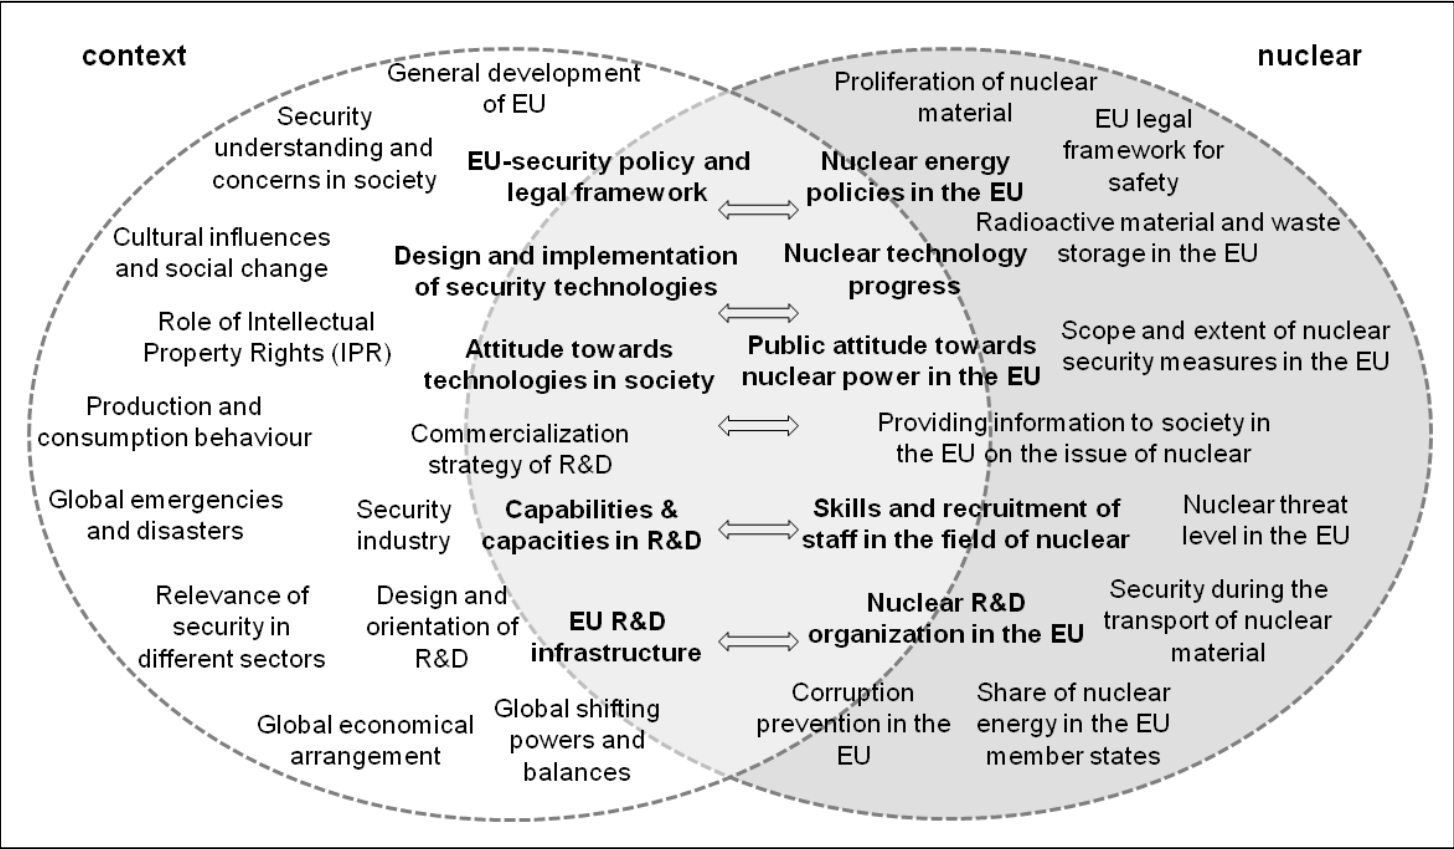 context
nuclear
General development
of EU
Security
understanding and
concerns in society
EU-security policy and
legal framework
Cultural influences
and social change
Design and implementation
of security technologies
Role of Intellectual
Property Rights (IPR)
Attitude towards
technologies in society
Production and
consumption behaviour
Commercialization
strategy of R&D
Global emergencies
and disasters
Security
industry
Capabilities &
capacities in R&D
Relevance of
security in
different sectors
Design and
orientation of
R&D
EU R&D
infrastructure
Global economical
arrangement
Global shifting
powers and
balances
Proliferation of nuclear
material
EU legal
framework for
safety
Nuclear energy
policies in the EU
Radioactive material and waste
storage in the EU
Nuclear technology
progress
Public attitude towards
nuclear power in the EU
Scope and extent of nuclear
security measures in the EU
Providing information to society in
the EU on the issue of nuclear
Skills and recruitment of
staff in the field of nuclear
Nuclear threat
level in the EU
Nuclear R&D
organization in the EU
Security during the
transport of nuclear
material
Corruption
prevention in the
EU
Share of nuclear
energy in the EU
member states